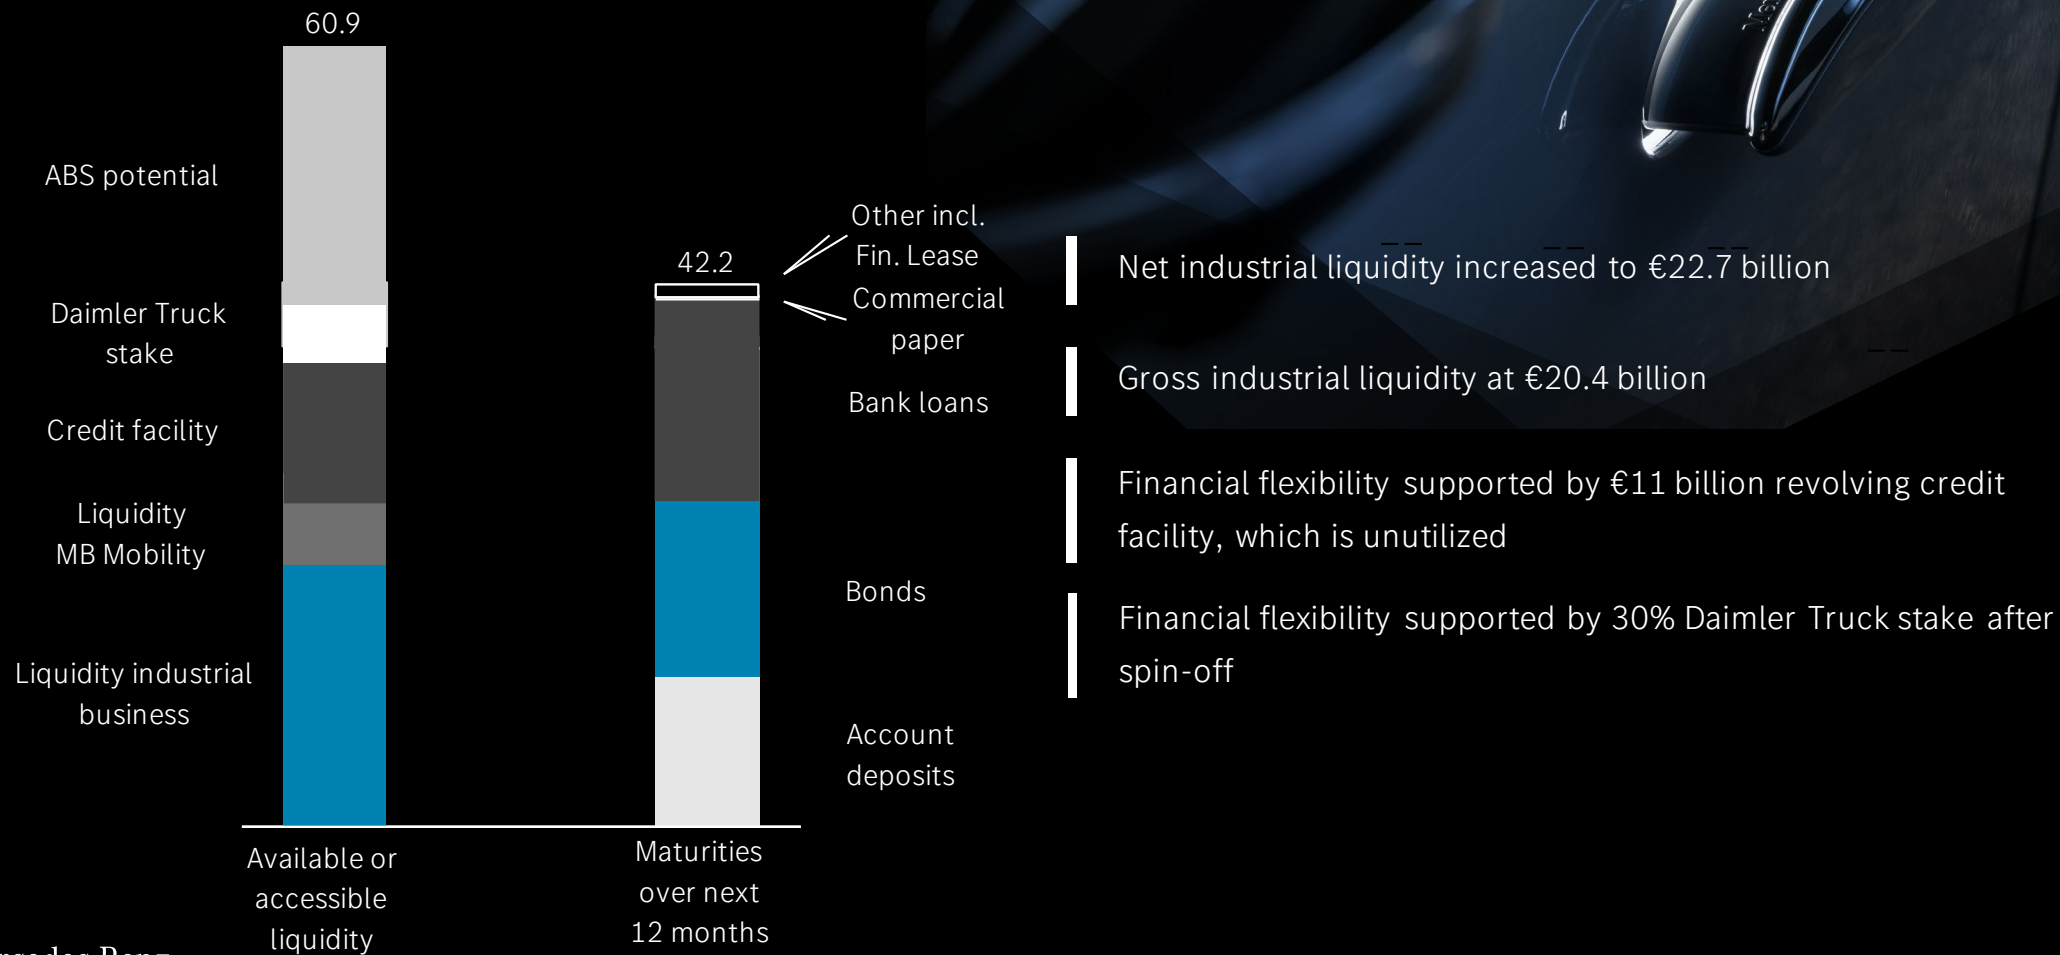 60.9
ABS potential
Daimler Truck
stake
Credit facility
Liquidity
MB Mobility
Liquidity industrial
business
Available or
accessible
liquidity
42.2
Other incl.
Fin. Lease
Commercial
paper
Bank loans
Bonds
Account
deposits
Maturities
over next
12 months
Net industrial liquidity increased to €22.7 billion
Gross industrial liquidity at €20.4 billion
Financial flexibility supported by €11 billion revolving credit
facility, which is unutilized
Financial flexibility supported by 30% Daimler Truck stake after
spin-off